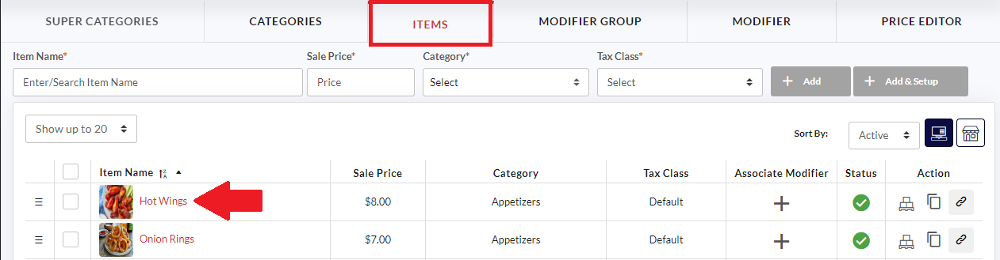 SUPER CATEGORIES CATEGORIES ITEMS MODIFIER GROUP MODIFIER PRICE EDITOR
Item Name* Sale Price* Category* Tax Class*
Enter/Search Item Name Price Select Select + Add + Add & Setup
Show up to 20 Sort By: Active
Item Name Sale Price Category Tax Class Associate Modifier Status Action
Hot Wings $8.00 Appetizers Default +
Onion Rings $7.00 Appetizers Default +